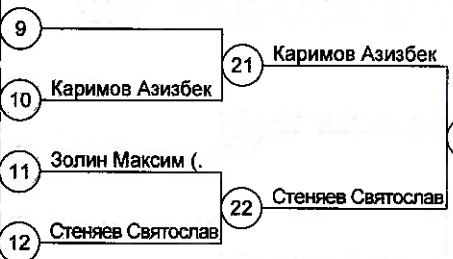 9
21 Каримов Азизбек
10 Каримов Азизбек
11 Золин Максим (.
22 Стеняев Святослав
12 Стеняев Святослав